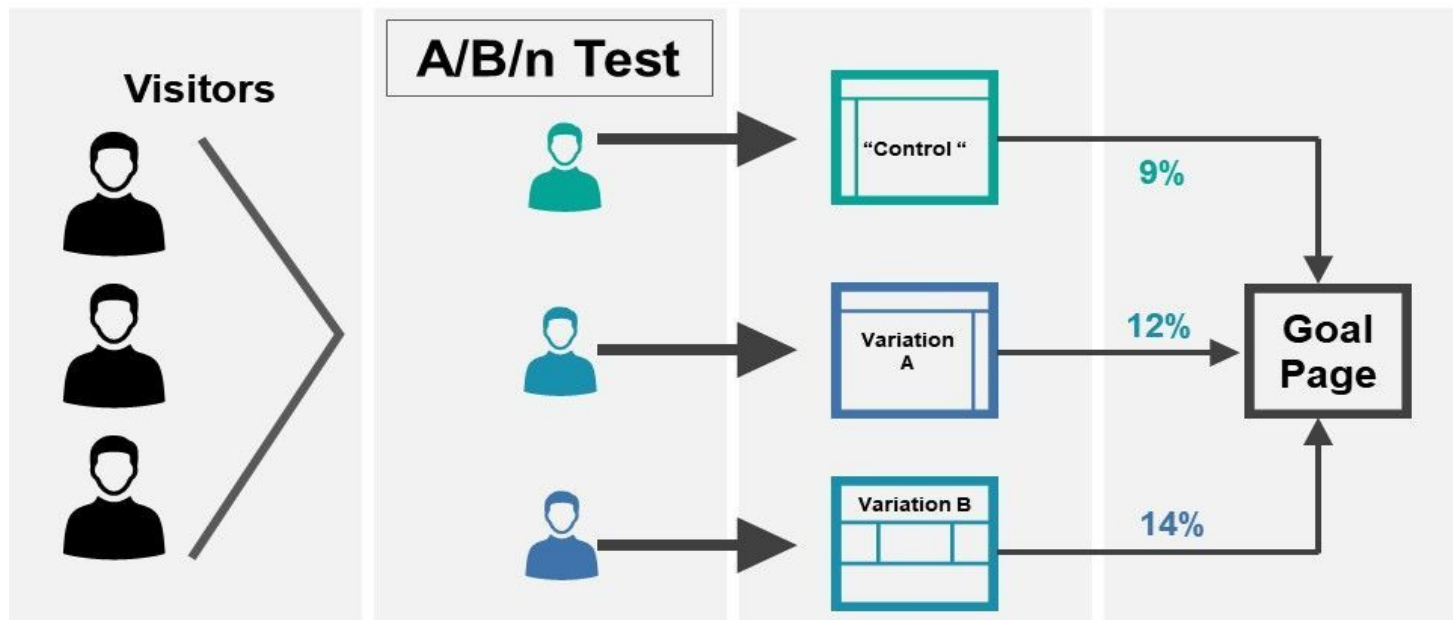 Visitors
A/B/n Test
“Control “
9%
Variation
A
12%
Variation B
14%
Goal
Page